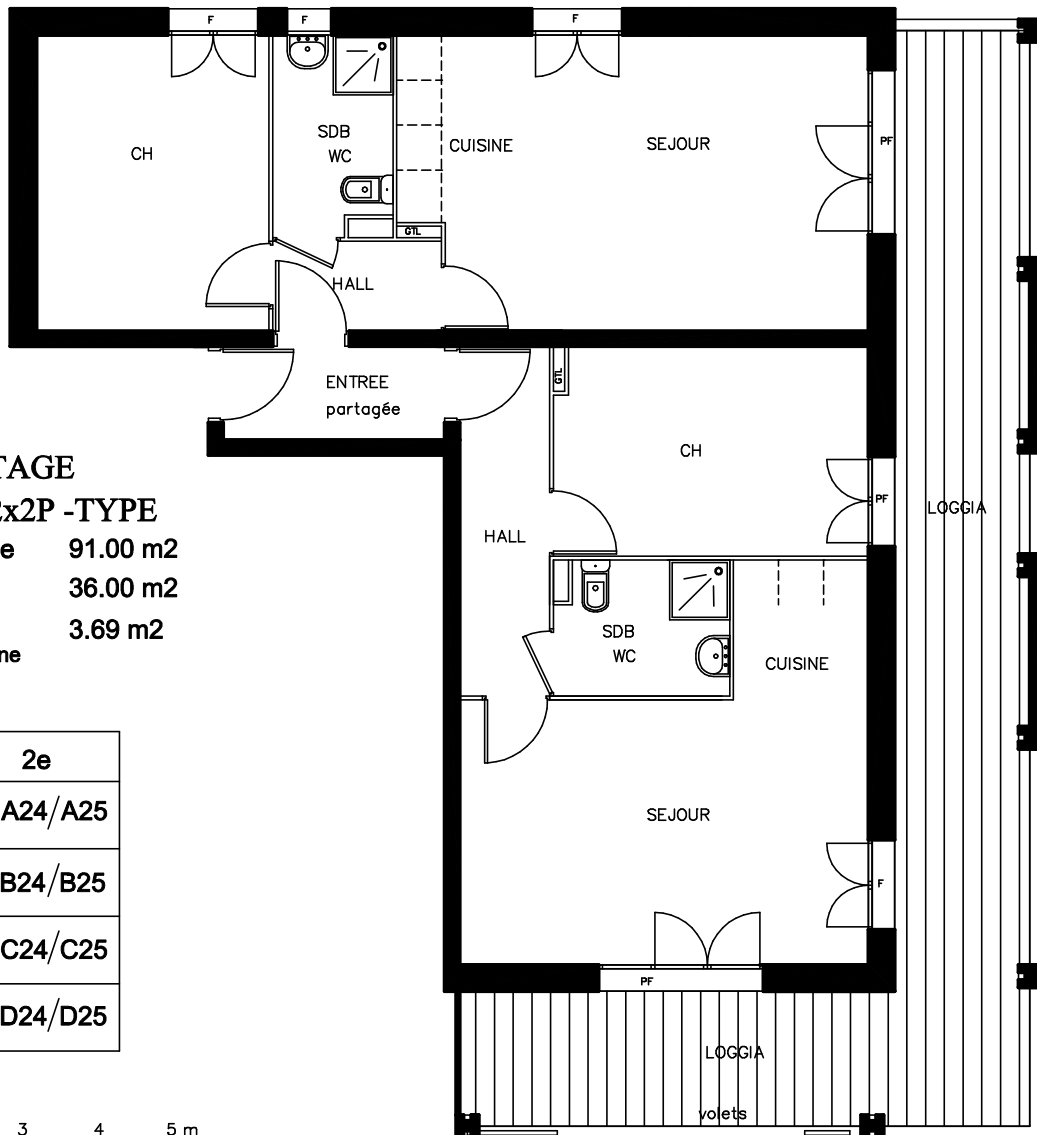 F
F
F
CH
SDB
WC
CUISINE
SEJOUR
PF
GTL
HALL
ENTREE
partagée
GTL
CH
PF
LOGGIA
HALL
TAGE
2x2P -TYPE
e 91.00 m2
36.00 m2
3.69 m2
ne
SDB
WC
CUISINE
2e
A24/A25
B24/B25
C24/C25
D24/D25
SEJOUR
F
PF
LOGGIA
volets
3 4 5 m